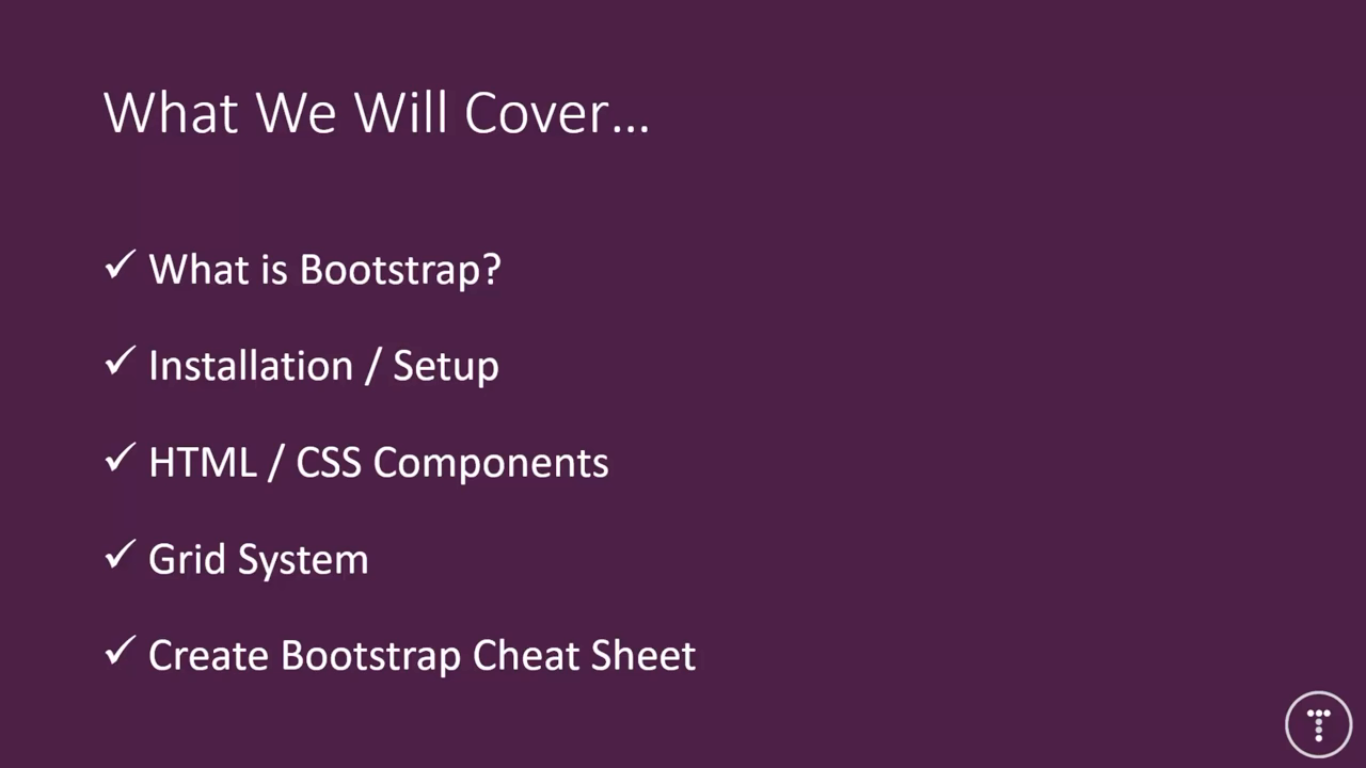 What We Will Cover...
✓ What is Bootstrap?
✓ Installation / Setup
✓ HTML / CSS Components
✓ Grid System
✓ Create Bootstrap Cheat Sheet
T